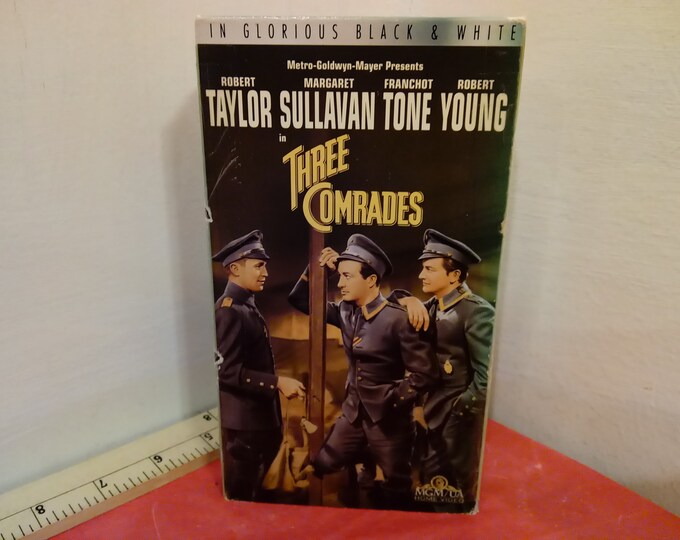 IN GLORIOUS BLACK & WHITE
Metro-Goldwyn-Mayer Presents
ROBERT MARGARET FRANCHOT ROBERT
TAYLOR SULLAVAN TONE YOUNG
in
THREE
COMRADES
MGM/UA
HOME VIDEO
8 7 6